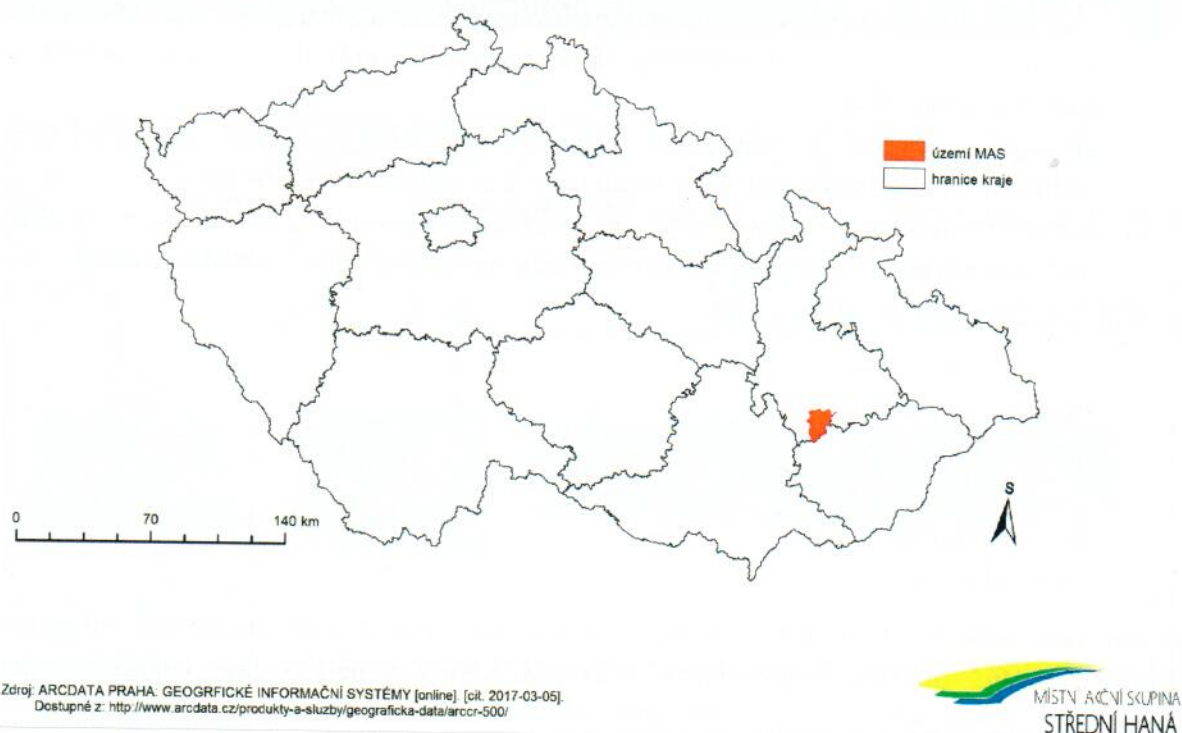 území MAS
hranice kraje
S
0 70 140 km
Zdroj: ARCDATA PRAHA: GEOGRFICKÉ INFORMAČNÍ SYSTÉMY [online]. [cit. 2017-03-05].
Dostupné z: http://www.arcdata.cz/produkty-a-sluzby/geograficka-data/arccr-500/
MÍSTNÍ AKČNÍ SKUPINA
STŘEDNÍ HANÁ